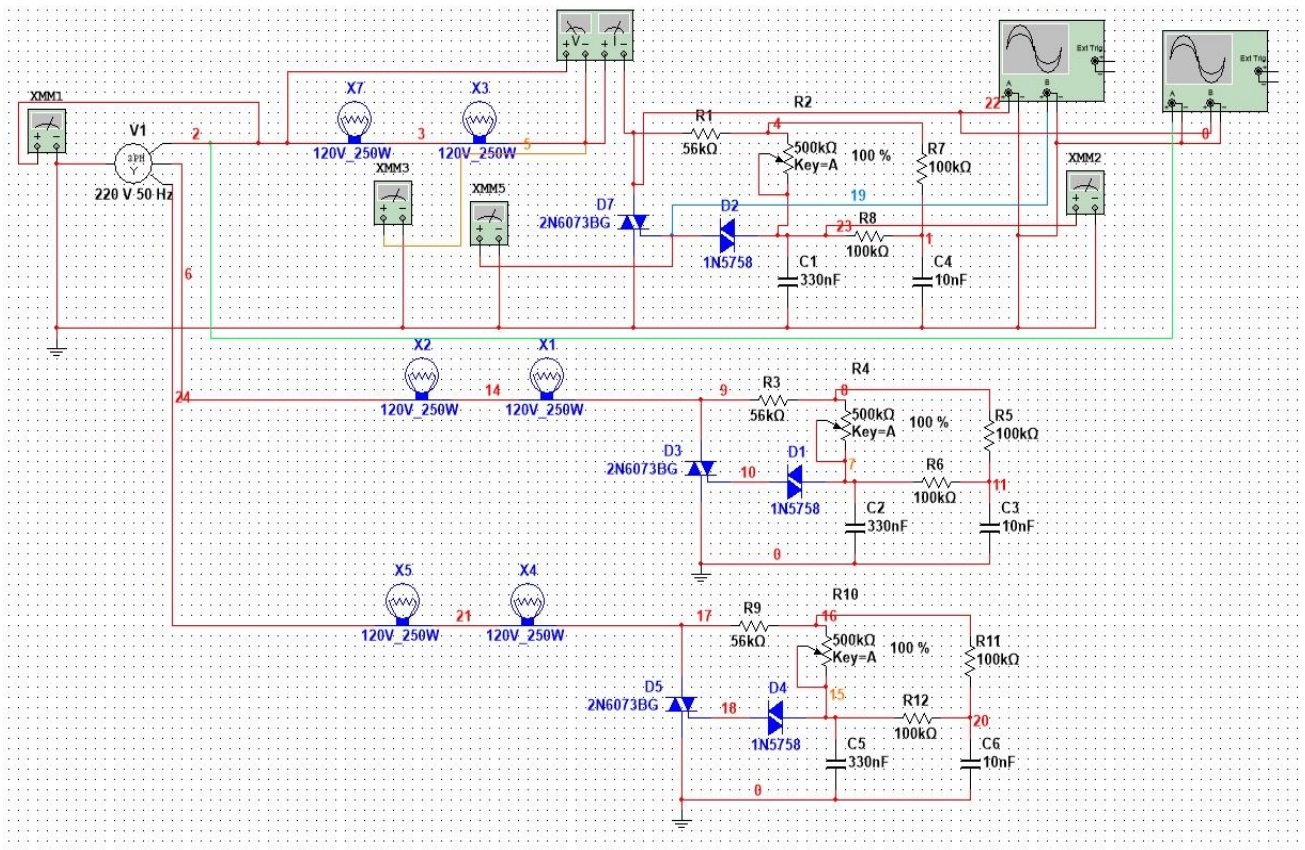 V
I
+ - + -
Ext Trig
A
B
Ext Trig
A
B
XMM1
X7
X3
22
R2
R1
4
V1
2
3
5
0
120V_250W
120V_250W
56kΩ
500kΩ
Key=A
100 %
R7
100kΩ
3PH
Y
XMM3
XMM2
220 V 50 Hz
XMM5
19
D7
2N6073BG
D2
1N5758
23
R8
100kΩ
1
6
C1
330nF
C4
10nF
X2
X1
24
14
9
R3
8
R4
120V_250W
120V_250W
56kΩ
500kΩ
Key=A
100 %
R5
100kΩ
D3
2N6073BG
10
D1
1N5758
7
R6
100kΩ
11
C2
330nF
C3
10nF
0
X5
X4
21
17
R9
16
R10
120V_250W
120V_250W
56kΩ
500kΩ
Key=A
100 %
R11
100kΩ
D5
2N6073BG
18
D4
1N5758
15
R12
100kΩ
20
C5
330nF
C6
10nF
0